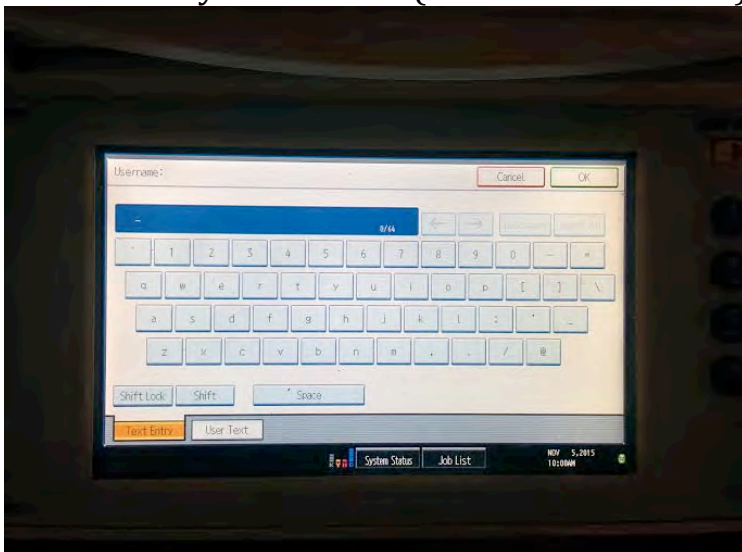 Username:
Cancel
OK
0/64
← →
` 1 2 3 4 5 6 7 8 9 0 - =
q w e r t y u i o p [ ] \
a s d f g h j k l ; ' _
z x c v b n m , . / @
Shift Lock Shift Space
Text Entry User Text
System Status Job List
NOV 5,2015
10:00AM